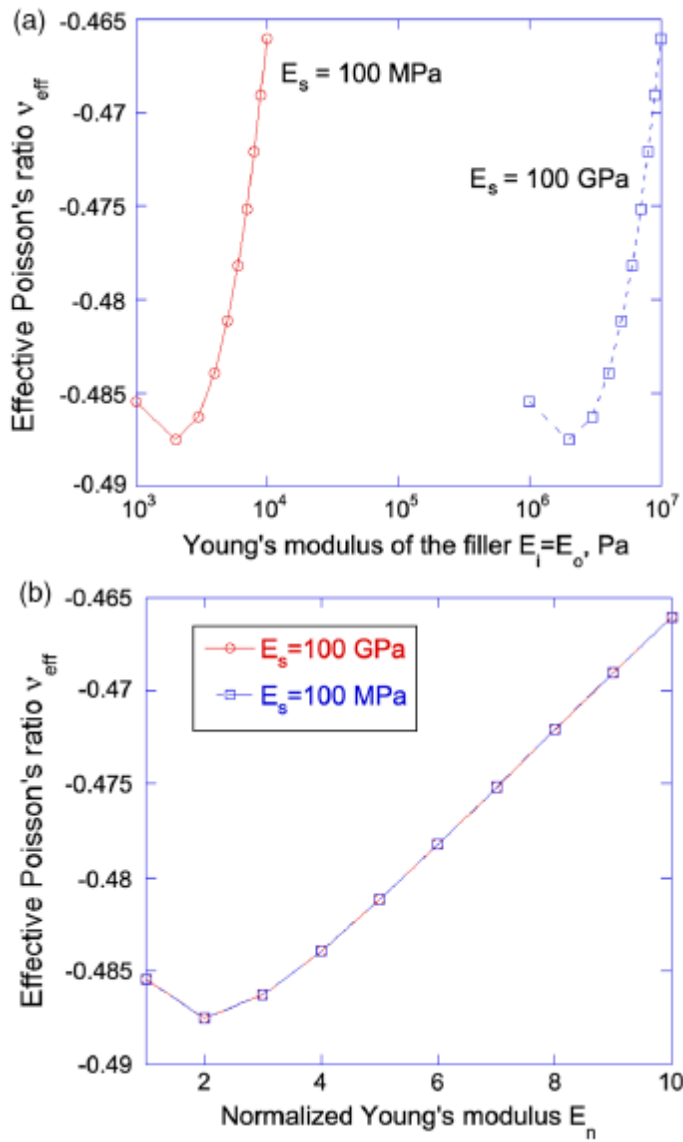 (a)
-0.465
-0.47
-0.475
-0.48
-0.485
-0.49
Effective Poisson's ratio νeff
Es = 100 MPa
Es = 100 GPa
10³ 10⁴ 10⁵ 10⁶ 10⁷
Young's modulus of the filler Ei=Eo, Pa
(b)
-0.465
-0.47
-0.475
-0.48
-0.485
-0.49
Effective Poisson's ratio νeff
Es=100 GPa
Es=100 MPa
2 4 6 8 10
Normalized Young's modulus En